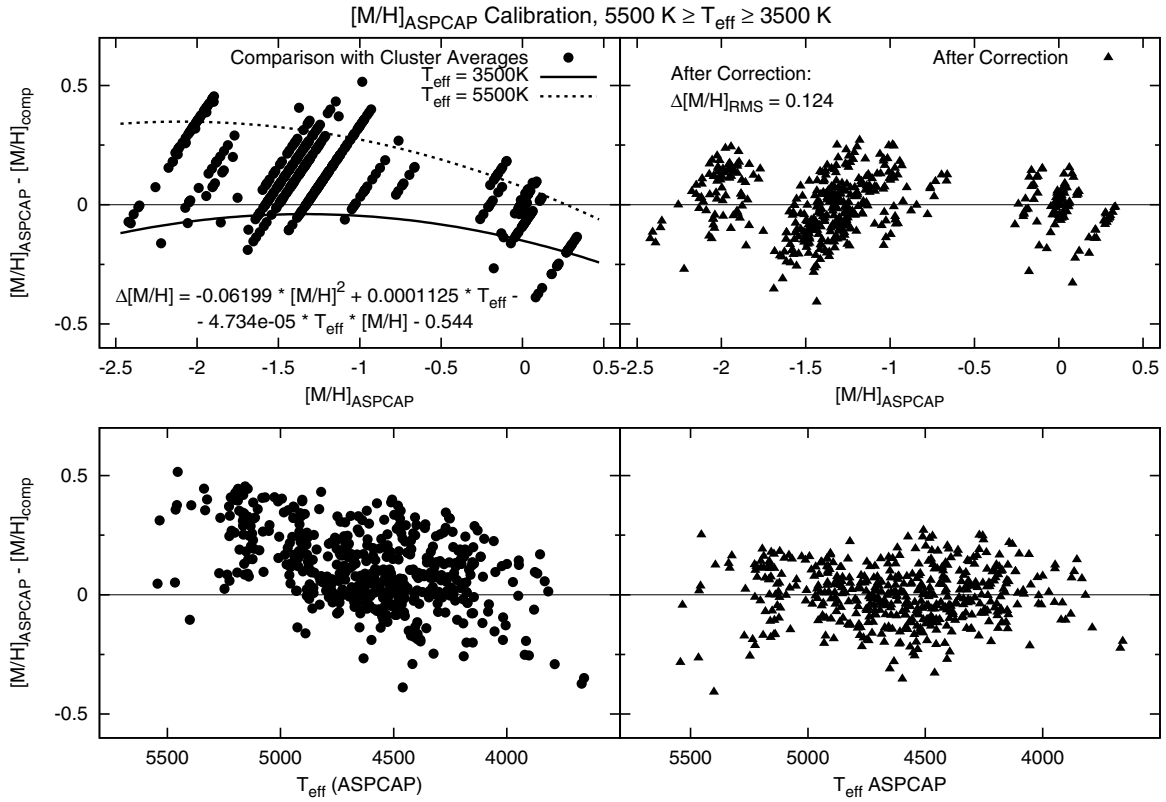 [M/H]ASPCAP Calibration, 5500 K ≥ Teff ≥ 3500 K
Comparison with Cluster Averages
Teff = 3500K
Teff = 5500K
Δ[M/H] = -0.06199 * [M/H]2 + 0.0001125 * Teff -
- 4.734e-05 * Teff * [M/H] - 0.544
0.5
0
-0.5
[M/H]ASPCAP - [M/H]comp
-2.5 -2 -1.5 -1 -0.5 0 0.5
[M/H]ASPCAP
After Correction
After Correction:
Δ[M/H]RMS = 0.124
-2.5 -2 -1.5 -1 -0.5 0 0.5
[M/H]ASPCAP
0.5
0
-0.5
[M/H]ASPCAP - [M/H]comp
5500 5000 4500 4000
Teff (ASPCAP)
5500 5000 4500 4000
Teff ASPCAP